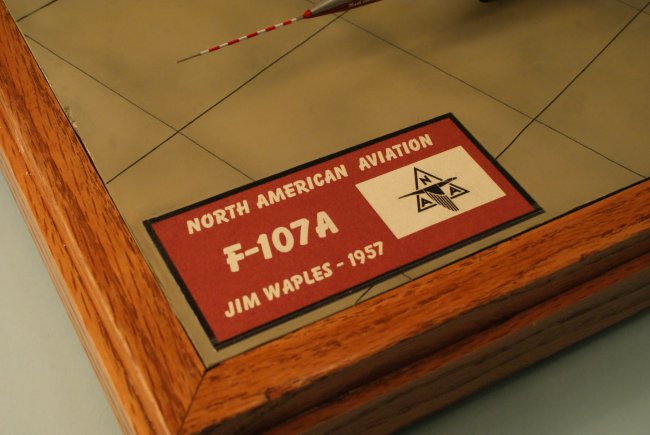 NORTH AMERICAN AVIATION
F-107A
JIM WAPLES - 1957
N
A A